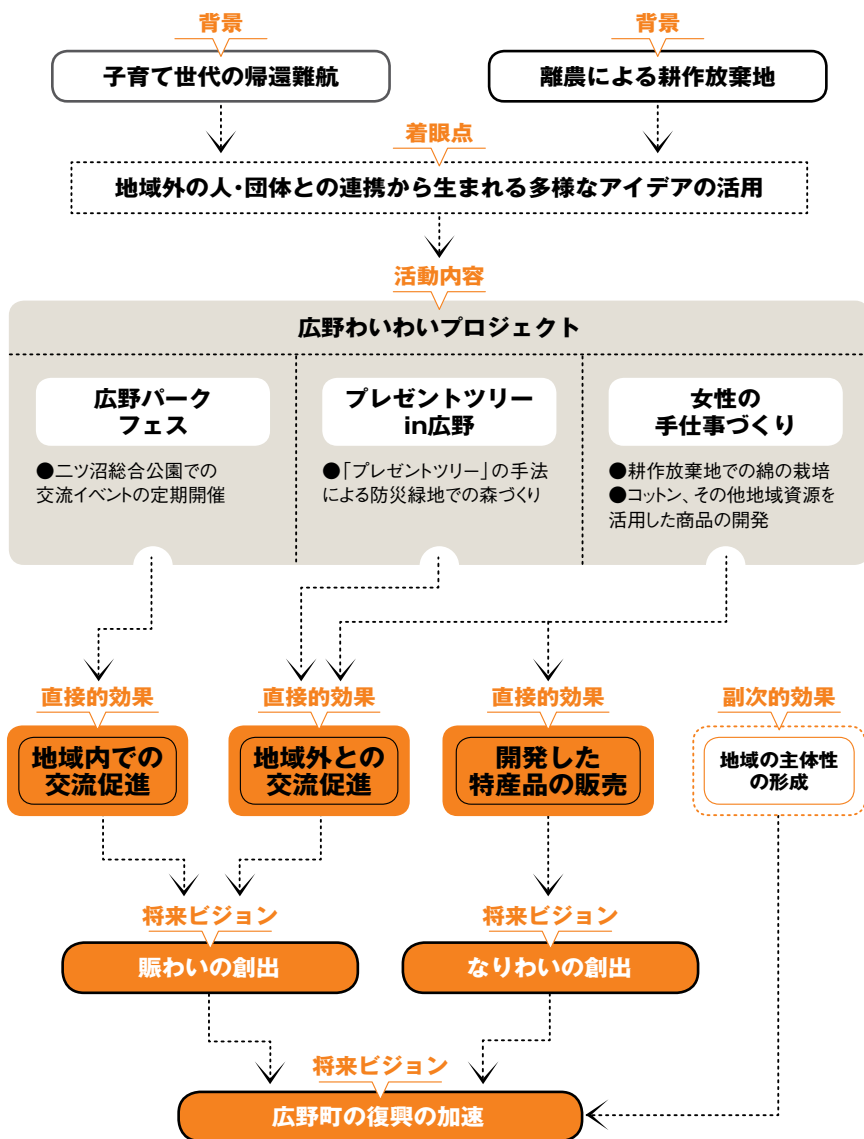 背景
背景
子育て世代の帰還難航
離農による耕作放棄地
着眼点
地域外の人・団体との連携から生まれる多様なアイデアの活用
活動内容
広野わいわいプロジェクト
広野パーク
フェス
●二ツ沼総合公園での
交流イベントの定期開催
プレゼントツリー
in広野
●「プレゼントツリー」の手法
による防災緑地での森づくり
女性の
手仕事づくり
●耕作放棄地での綿の栽培
●コットン、その他地域資源を
活用した商品の開発
直接的効果
地域内での
交流促進
直接的効果
地域外との
交流促進
直接的効果
開発した
特産品の販売
副次的効果
地域の主体性
の形成
将来ビジョン
賑わいの創出
将来ビジョン
なりわいの創出
将来ビジョン
広野町の復興の加速